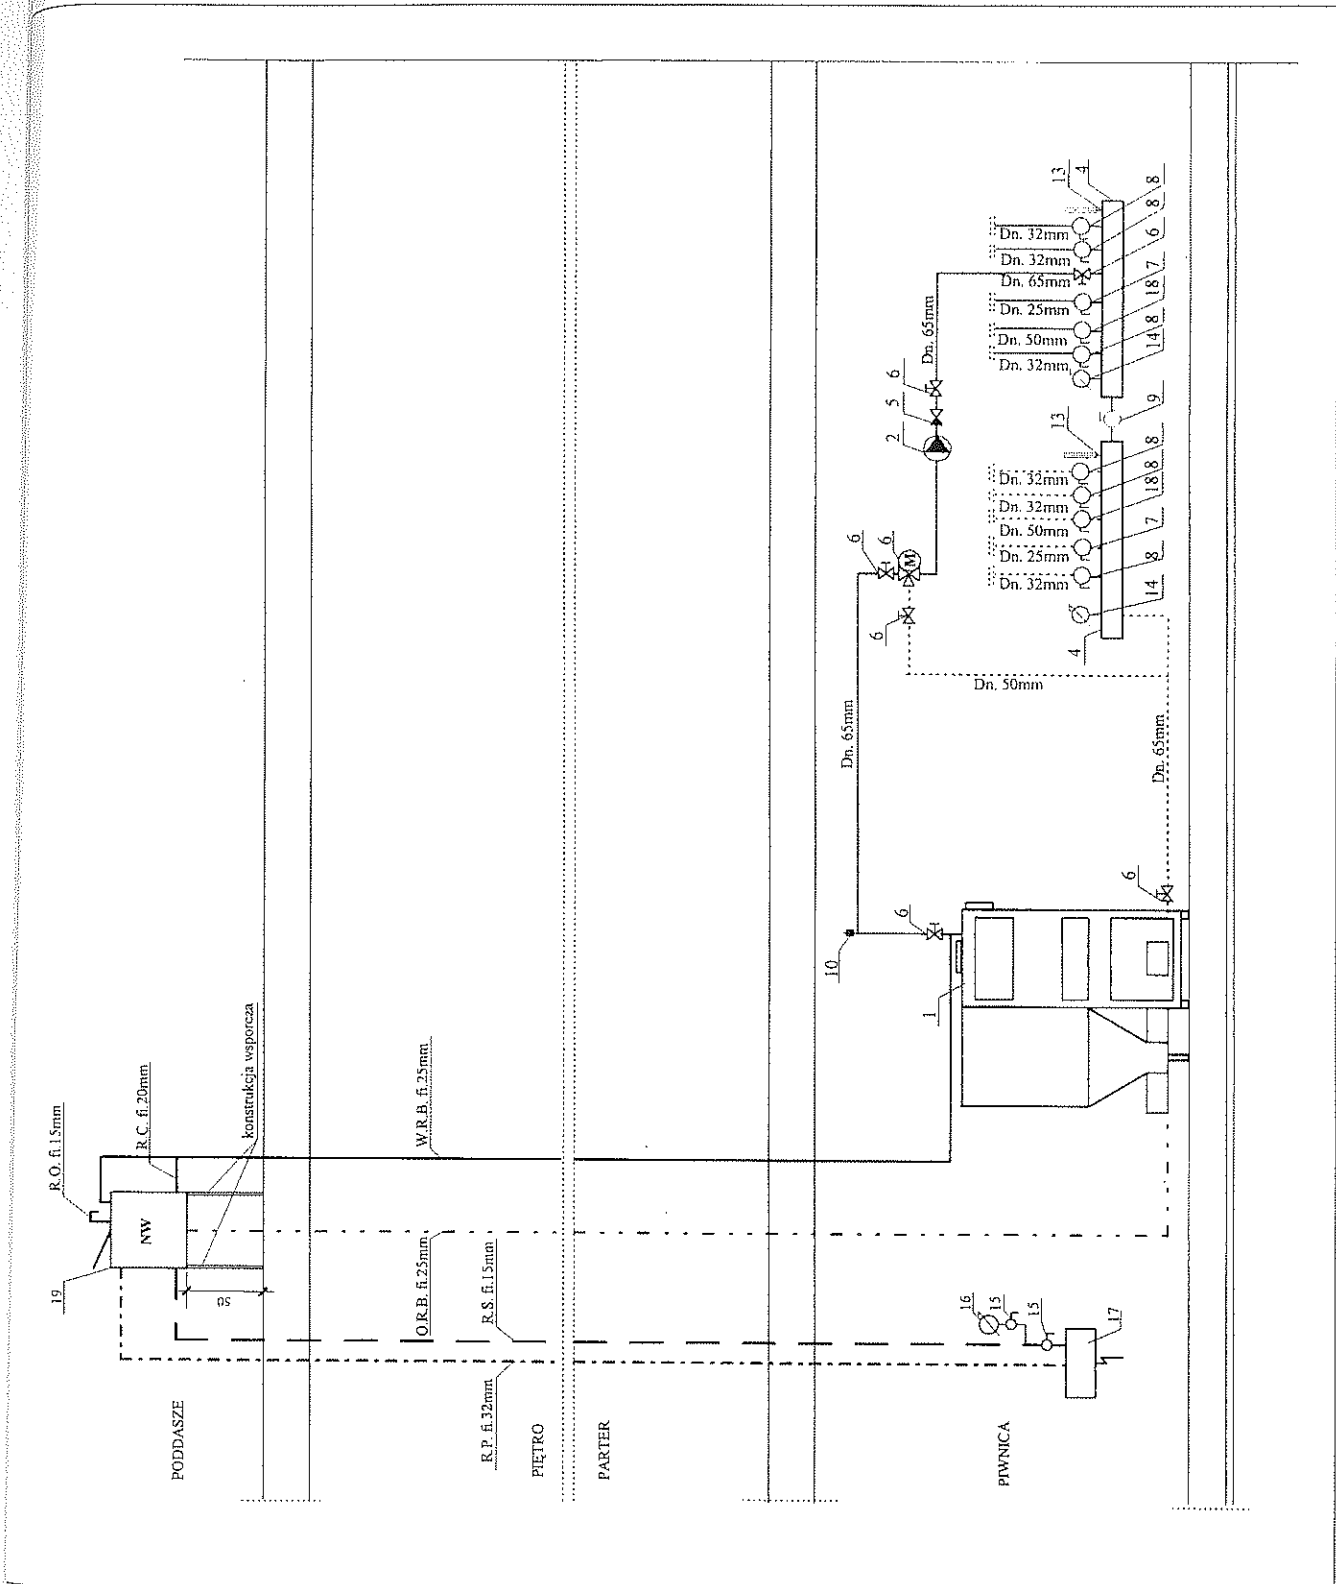 R.O. fi.15mm
R.C. fi.20mm
konstrukcja wsporcza
W.R.B. fi.25mm
NW
19
50
O.R.B. fi.25mm
R.S. fi.15mm
R.P. fi.32mm
PODDASZE
PIĘTRO
PARTER
PIWNICA
16
15
15
17
1
10
6
6
Dn. 65mm
Dn. 65mm
Dn. 50mm
6
6
6
M
2
5
6
Dn. 65mm
4
14
8
7
18
8
8
13
9
Dn. 32mm
Dn. 25mm
Dn. 50mm
Dn. 32mm
Dn. 32mm
14
8
18
7
6
8
8
4
13
Dn. 32mm
Dn. 50mm
Dn. 25mm
Dn. 65mm
Dn. 32mm
Dn. 32mm